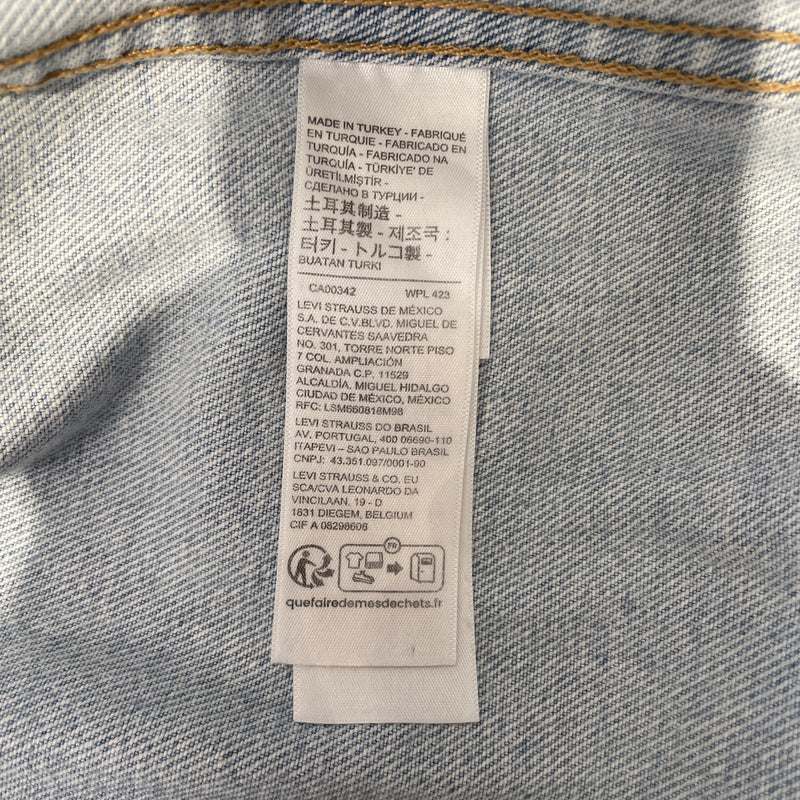 MADE IN TURKEY - FABRIQUÉ
EN TURQUIE - FABRICADO EN
TURQUÍA - FABRICADO NA
TURQUIA - TÜRKİYE' DE
ÜRETİLMİŞTİR -
СДЕЛАНО В ТУРЦИИ -
土耳其制造 -
土耳其製 - 제조국 :
터키 - トルコ製 -
BUATAN TURKI
CA00342 WPL 423
LEVI STRAUSS DE MÉXICO
S.A. DE C.V.BLVD. MIGUEL DE
CERVANTES SAAVEDRA
NO. 301, TORRE NORTE PISO
7 COL. AMPLIACIÓN
GRANADA C.P. 11529
ALCALDÍA, MIGUEL HIDALGO
CIUDAD DE MÉXICO, MÉXICO
RFC: LSM660818M98
LEVI STRAUSS DO BRASIL
AV. PORTUGAL, 400 06690-110
ITAPEVI – SAO PAULO BRASIL
CNPJ: 43.351.097/0001-90
LEVI STRAUSS & CO. EU
SCA/CVA LEONARDO DA
VINCILAAN, 19 - D
1831 DIEGEM, BELGIUM
CIF A 08298606
FR
quefairedemesdechets.fr